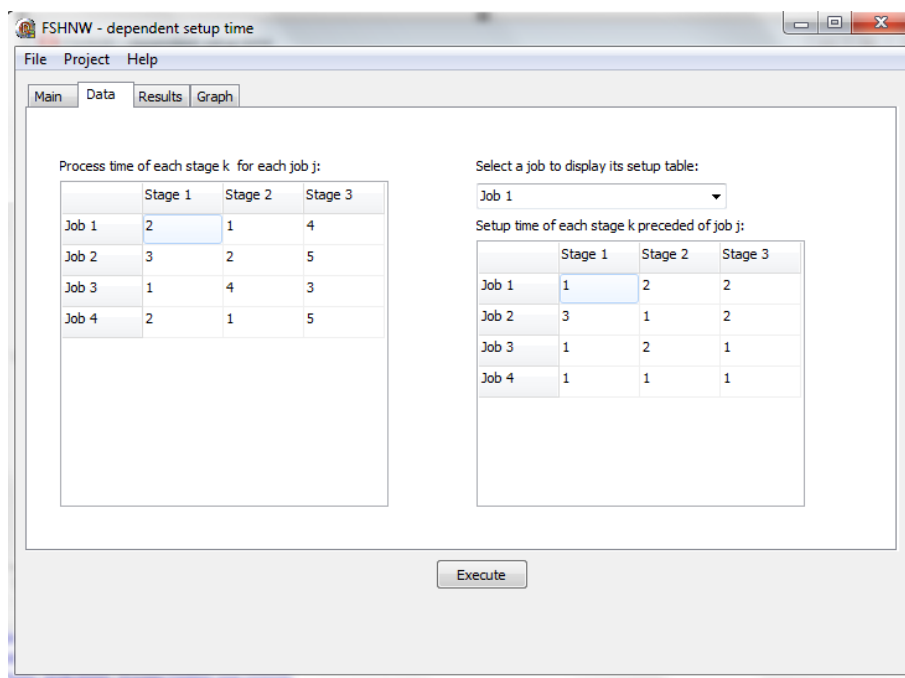 FSHNW - dependent setup time
File Project Help
Main Data Results Graph
Process time of each stage k for each job j:
Stage 1 Stage 2 Stage 3
Job 1 2 1 4
Job 2 3 2 5
Job 3 1 4 3
Job 4 2 1 5
Select a job to display its setup table:
Job 1
Setup time of each stage k preceded of job j:
Stage 1 Stage 2 Stage 3
Job 1 1 2 2
Job 2 3 1 2
Job 3 1 2 1
Job 4 1 1 1
Execute